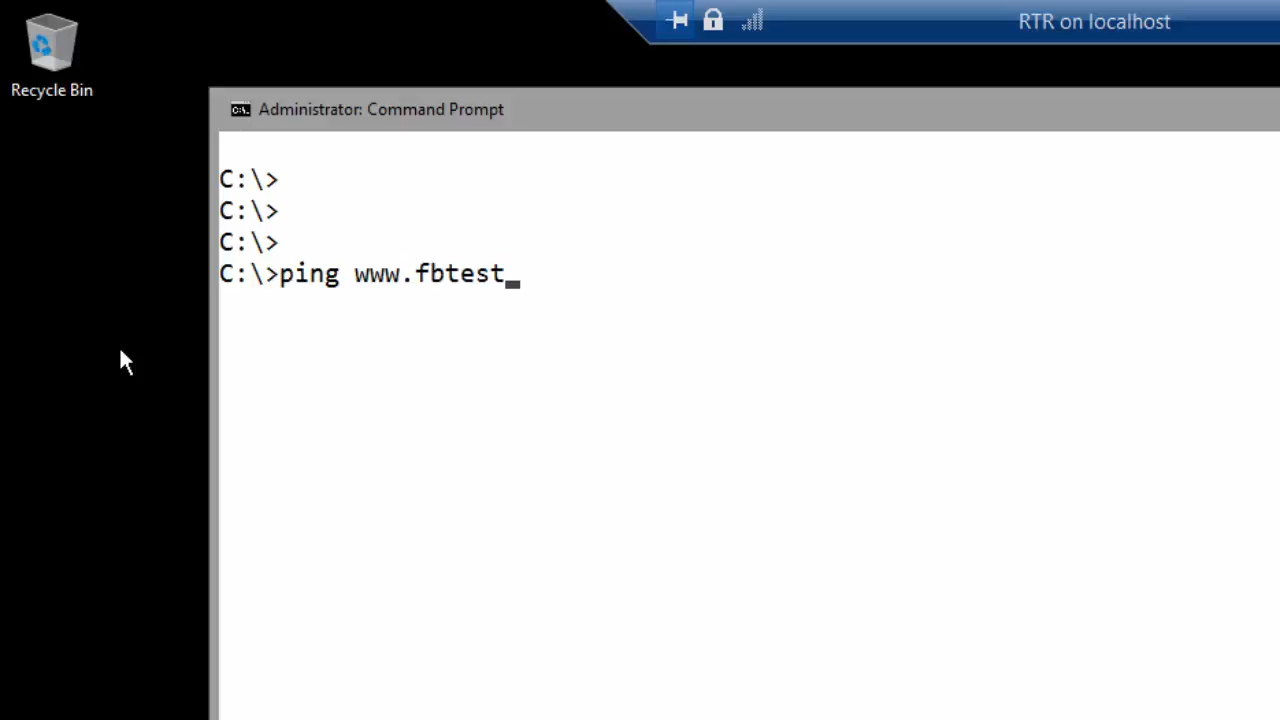 RTR on localhost
Recycle Bin
Administrator: Command Prompt
C:\>
C:\>
C:\>
C:\>ping www.fbtest